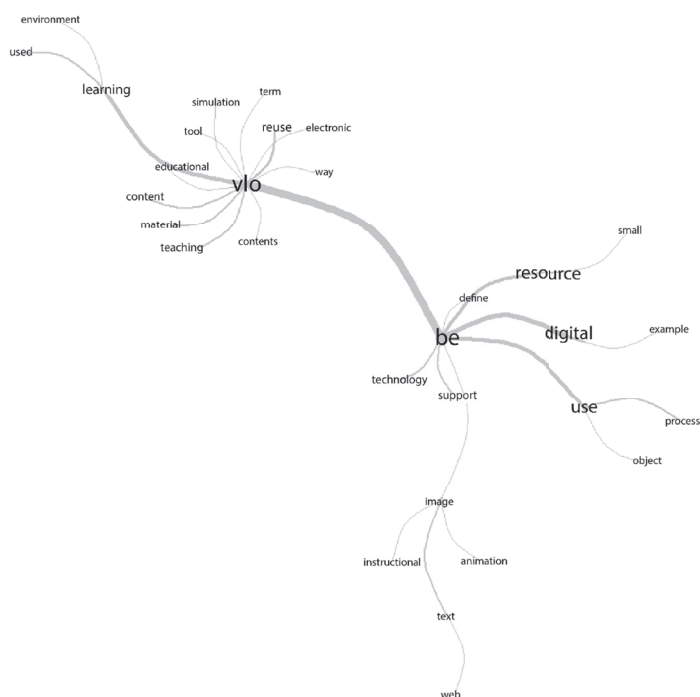 environment
used
learning
term
simulation
reuse
electronic
tool
educational
way
vlo
content
material
contents
teaching
small
resource
define
example
digital
be
technology
support
use
process
object
image
instructional
animation
text
web